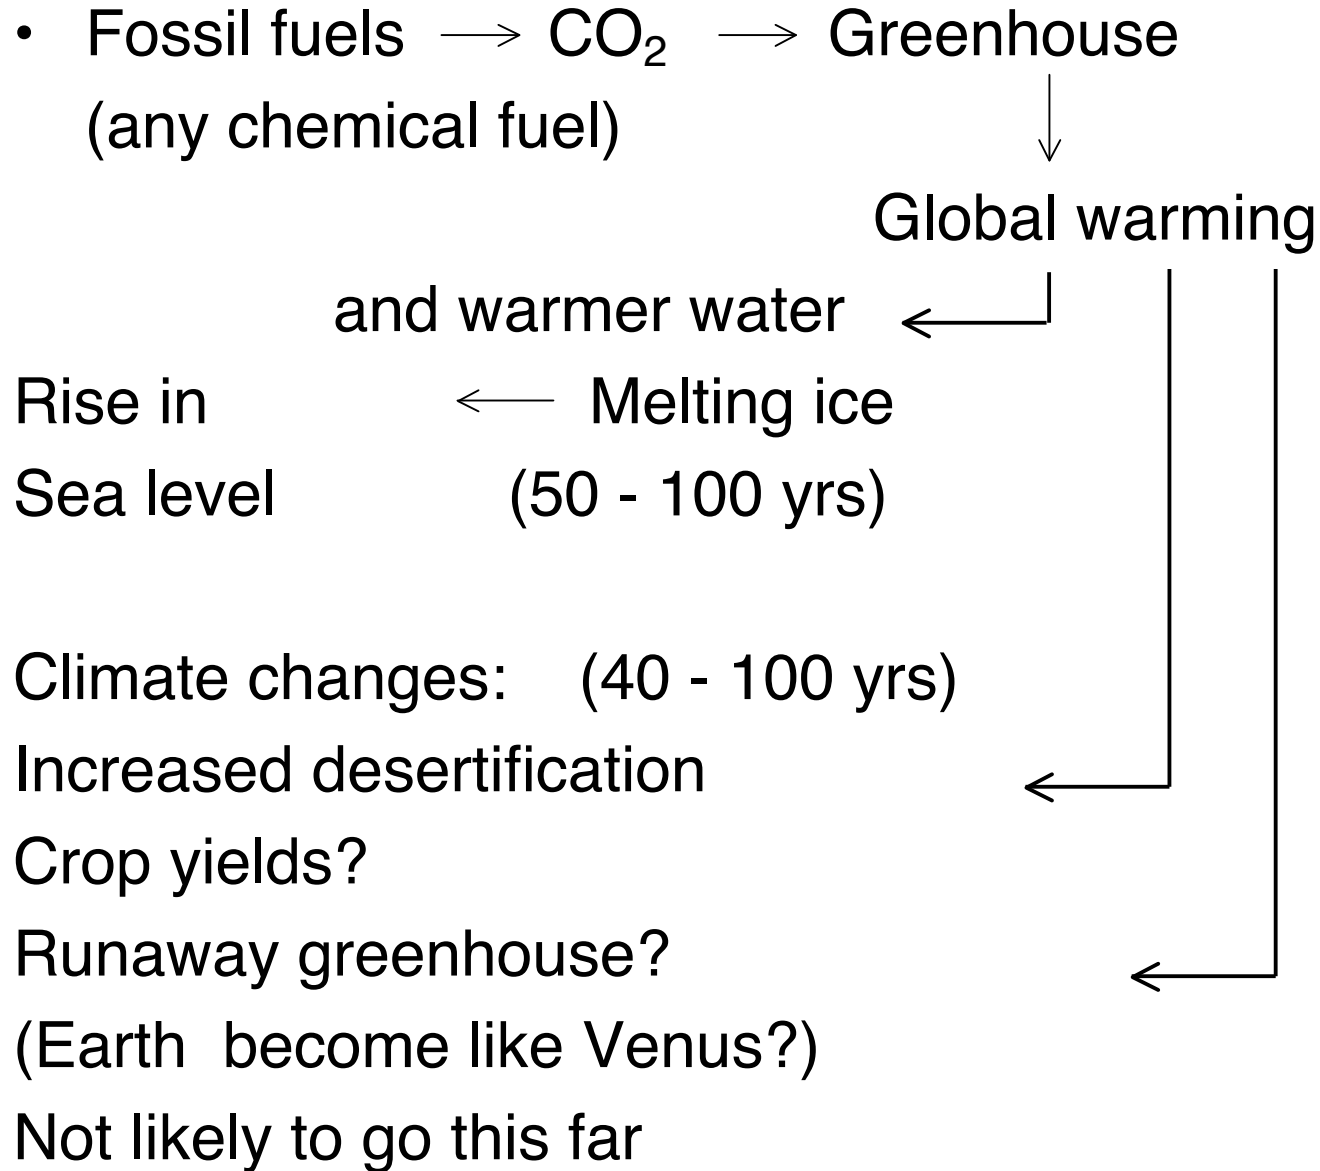 • Fossil fuels → CO₂ → Greenhouse
(any chemical fuel)
Global warming
and warmer water
Rise in ← Melting ice
Sea level (50 - 100 yrs)
Climate changes: (40 - 100 yrs)
Increased desertification
Crop yields?
Runaway greenhouse?
(Earth become like Venus?)
Not likely to go this far